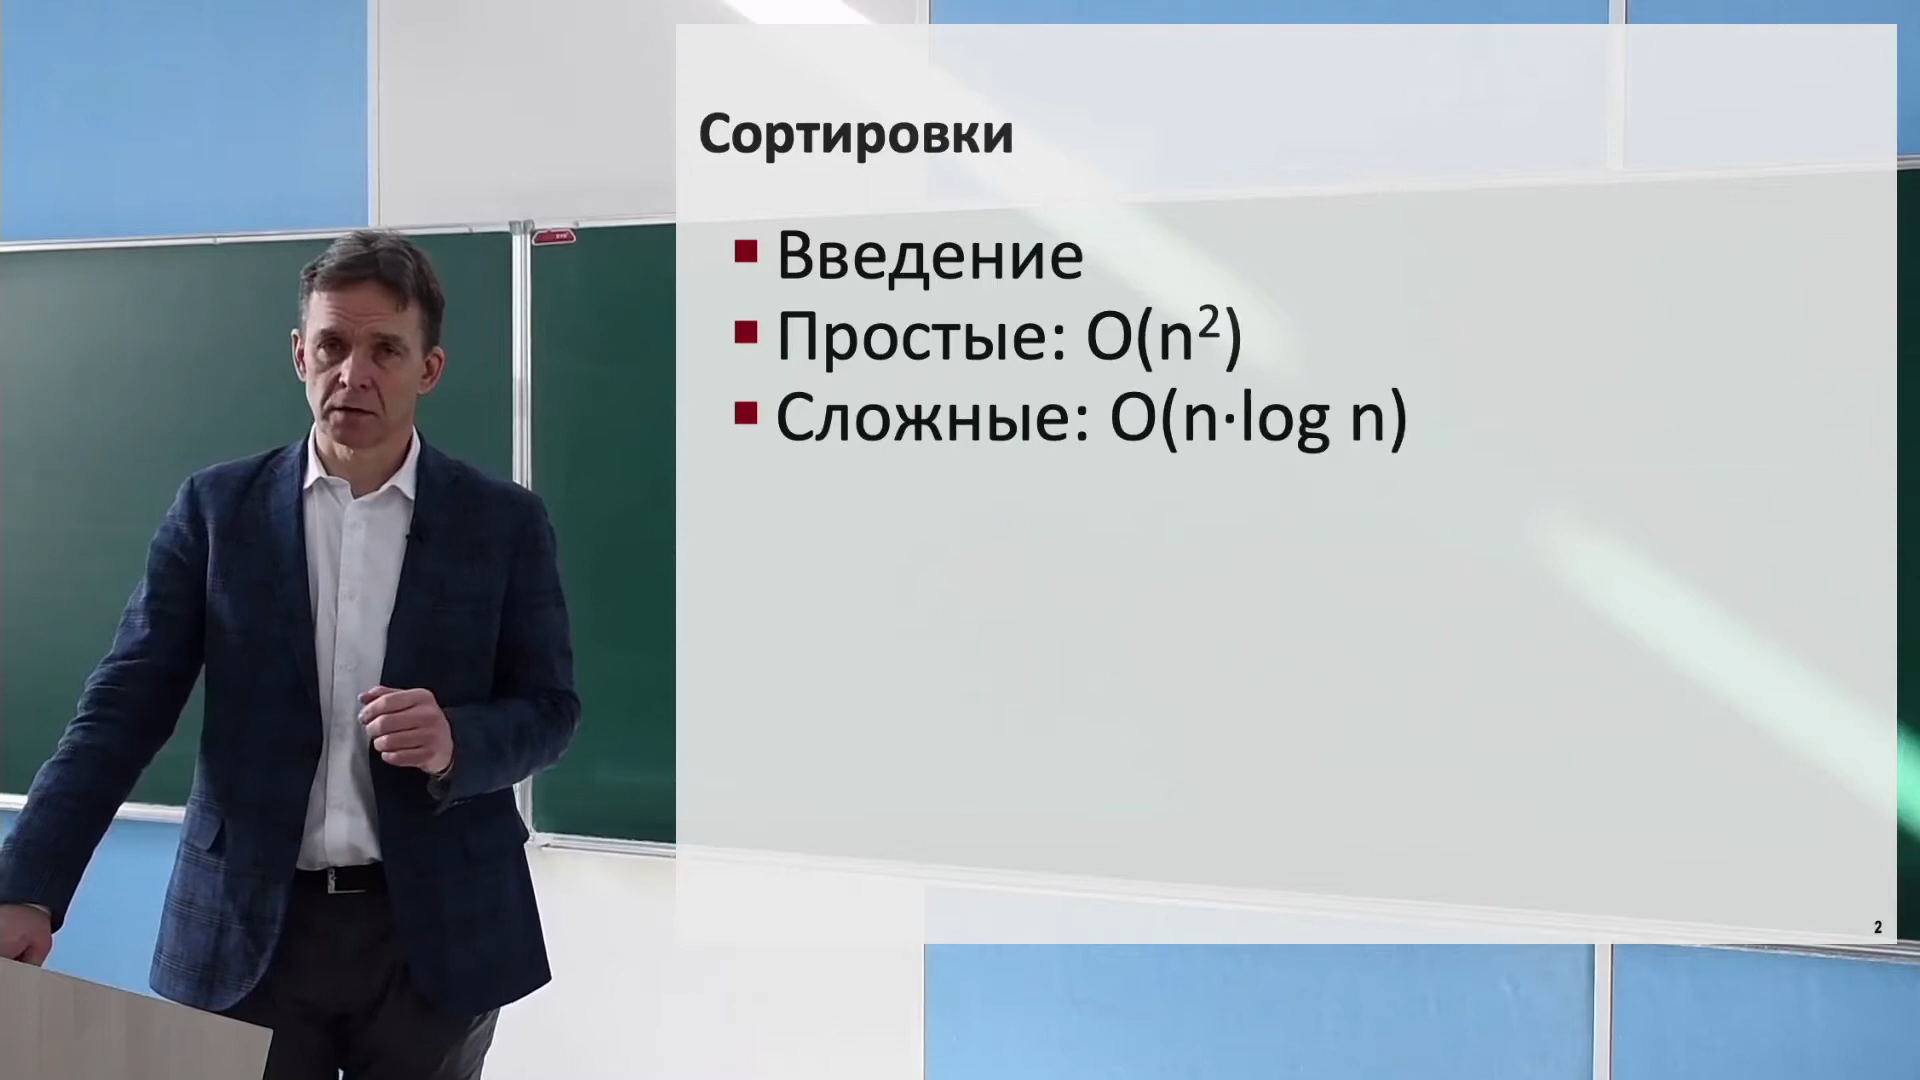 Сортировки
Введение
Простые: O(n²)
Сложные: O(n·log n)
2